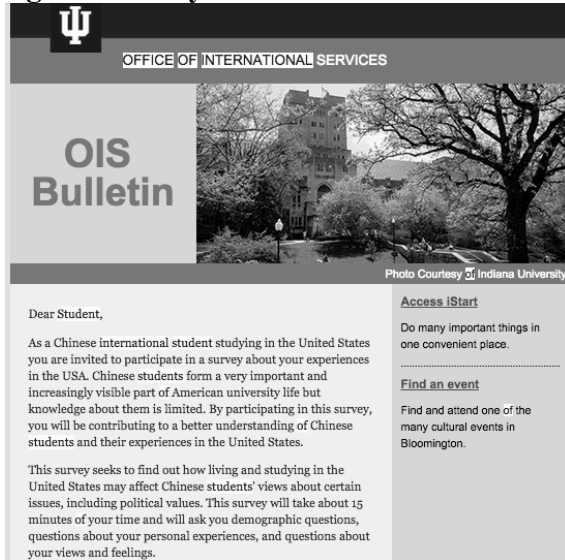 OFFICE OF INTERNATIONAL SERVICES
OIS
Bulletin
Photo Courtesy of Indiana University
Dear Student,
As a Chinese international student studying in the United States
you are invited to participate in a survey about your experiences
in the USA. Chinese students form a very important and
increasingly visible part of American university life but
knowledge about them is limited. By participating in this survey,
you will be contributing to a better understanding of Chinese
students and their experiences in the United States.
This survey seeks to find out how living and studying in the
United States may affect Chinese students' views about certain
issues, including political values. This survey will take about 15
minutes of your time and will ask you demographic questions,
questions about your personal experiences, and questions about
your views and feelings.
Access iStart
Do many important things in
one convenient place.
Find an event
Find and attend one of the
many cultural events in
Bloomington.